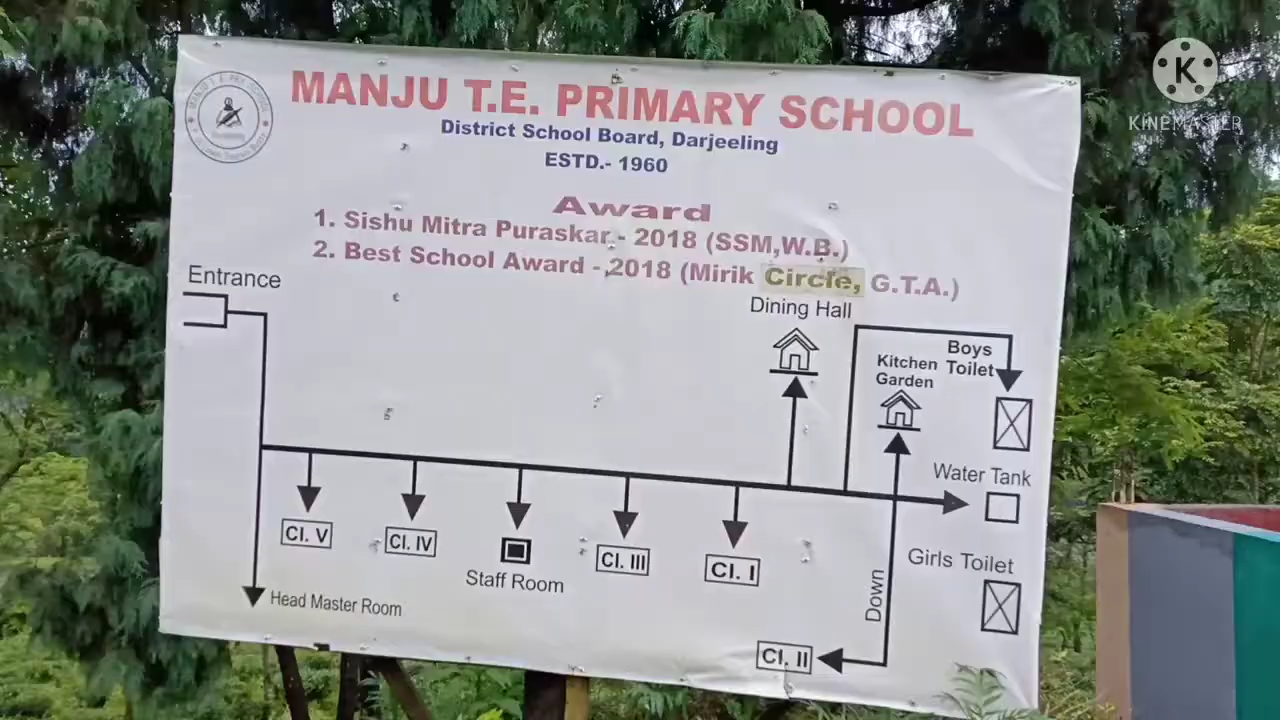 MANJU T.E. PRIMARY SCHOOL
District School Board, Darjeeling
ESTD.- 1960
Award
1. Sishu Mitra Puraskar - 2018 (SSM,W.B.)
2. Best School Award - 2018 (Mirik Circle, G.T.A.)
Entrance
Dining Hall
Boys
Toilet
Kitchen
Garden
Water Tank
Cl. V
Cl. IV
Staff Room
Cl. III
Cl. I
Girls Toilet
Down
Head Master Room
Cl. II
K
KINEMASTER